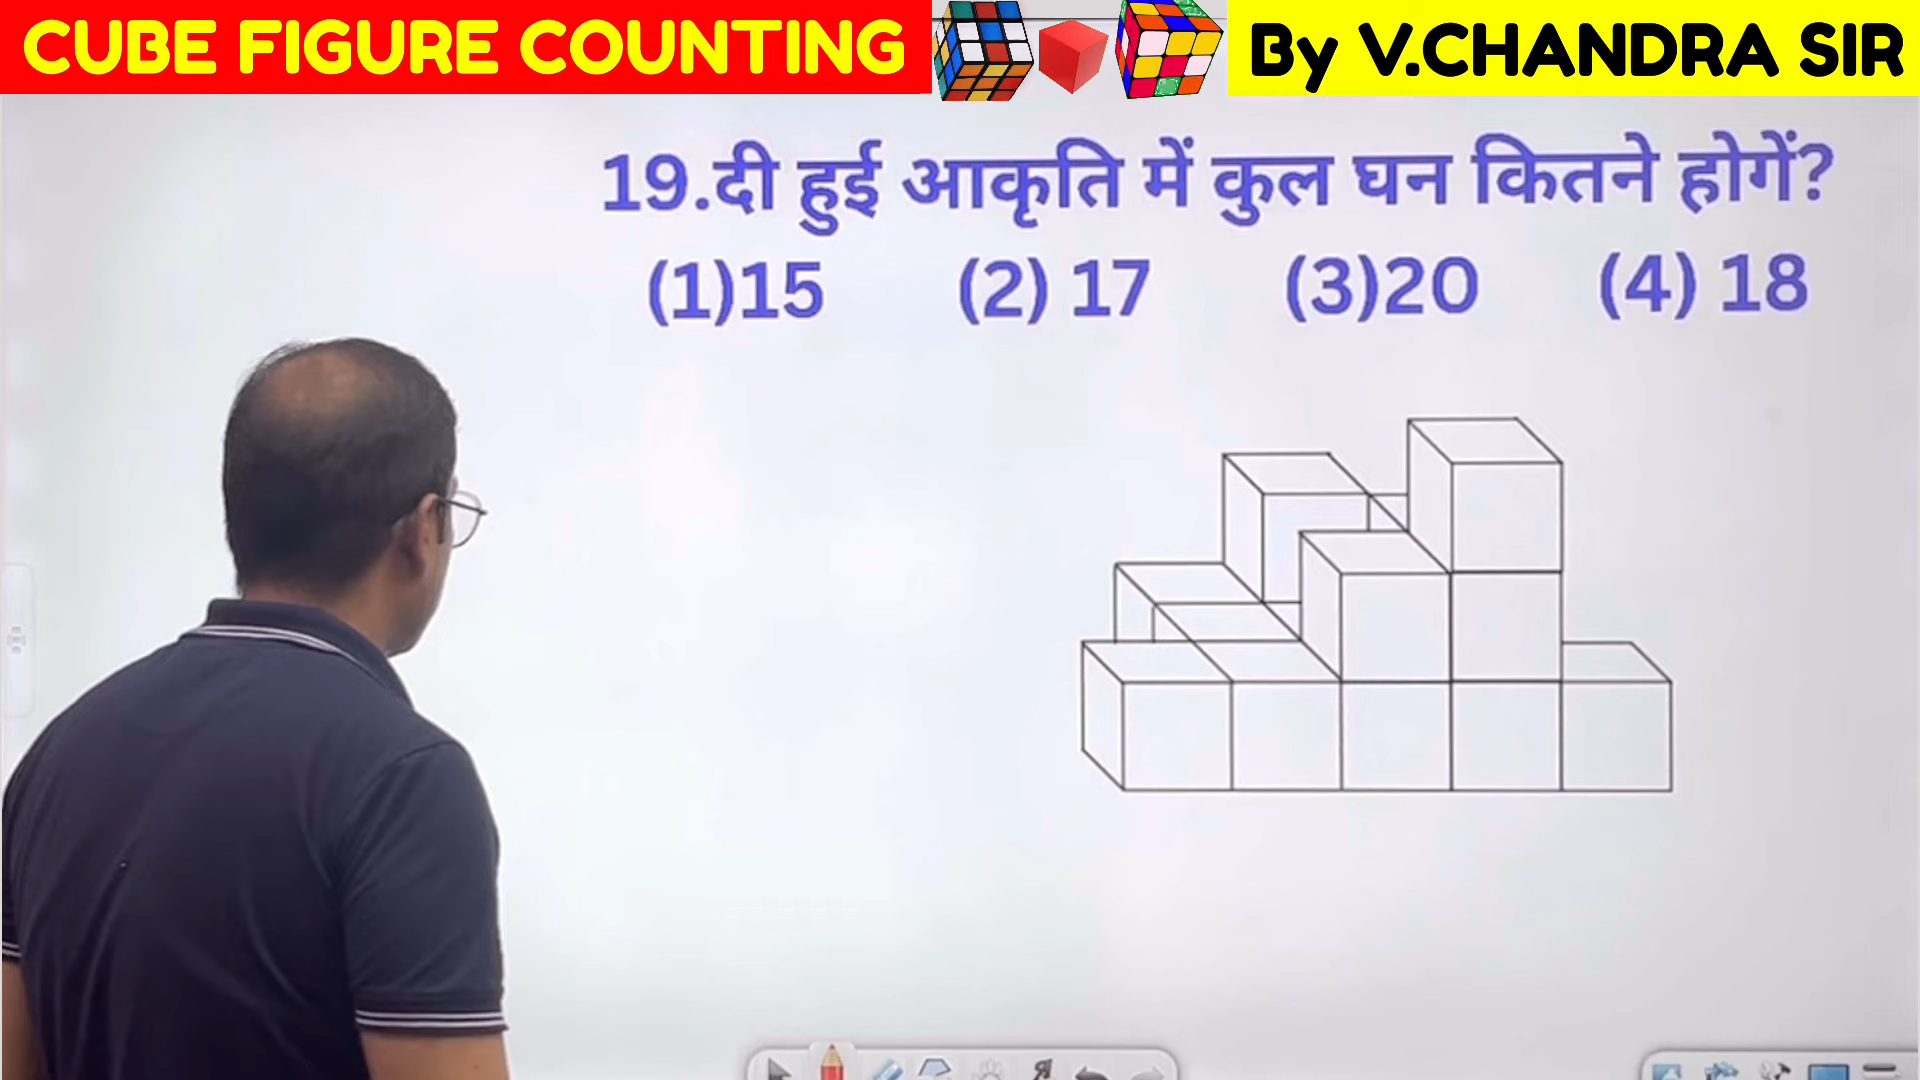 CUBE FIGURE COUNTING By V.CHANDRA SIR
19.दी हुई आकृति में कुल घन कितने होगें?
(1)15 (2) 17 (3)20 (4) 18